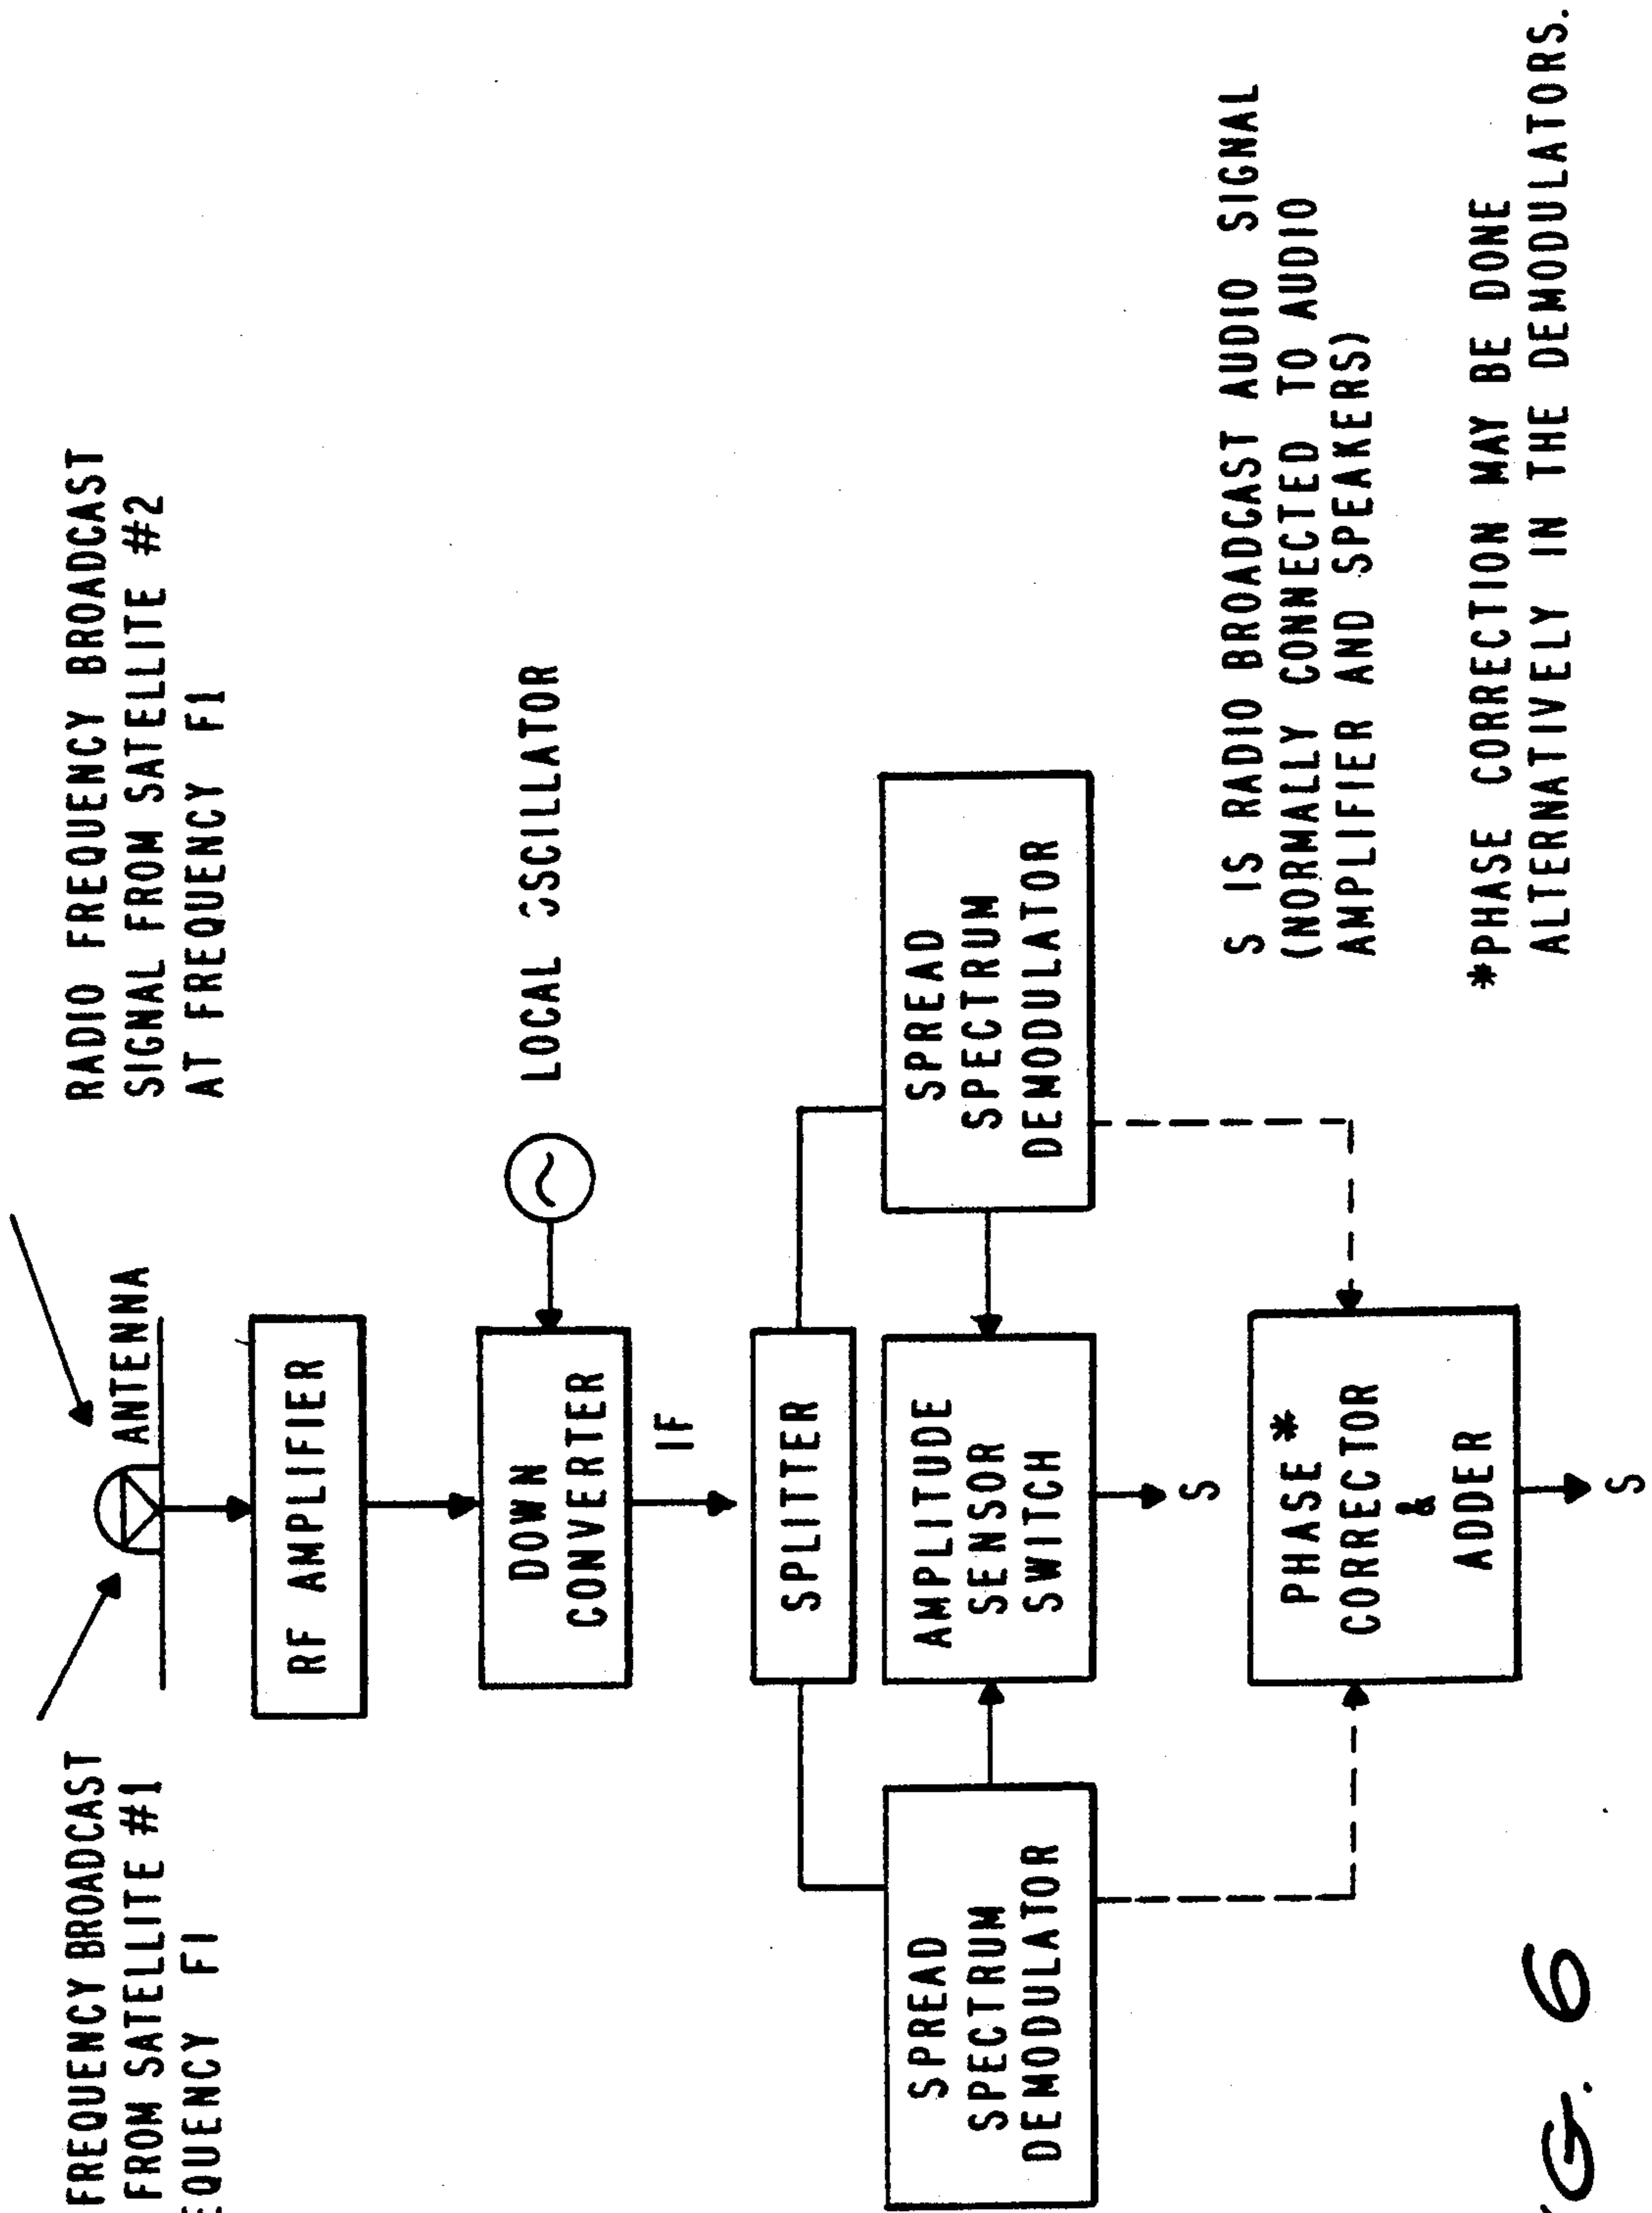 FREQUENCY BROADCAST
FROM SATELLITE #1
F1
RADIO FREQUENCY BROADCAST
SIGNAL FROM SATELLITE #2
AT FREQUENCY F1
ANTENNA
RF AMPLIFIER
DOWN
CONVERTER
LOCAL OSCILLATOR
IF
SPLITTER
SPREAD
SPECTRUM
DEMODULATOR
AMPLITUDE
SENSOR
SWITCH
SPREAD
SPECTRUM
DEMODULATOR
S
PHASE *
CORRECTOR
&
ADDER
S
S IS RADIO BROADCAST AUDIO SIGNAL
(NORMALLY CONNECTED TO AUDIO
AMPLIFIER AND SPEAKERS)
*PHASE CORRECTION MAY BE DONE
ALTERNATIVELY IN THE DEMODULATORS.
G. 6